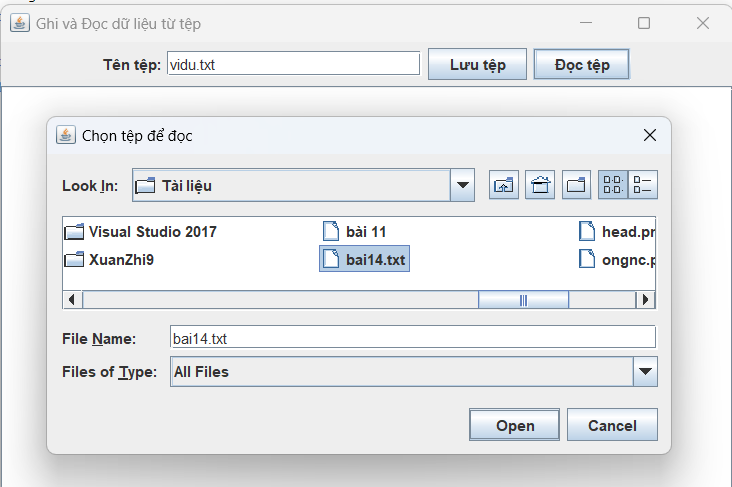 Ghi và Đọc dữ liệu từ tệp
Tên tệp: vidu.txt Lưu tệp Đọc tệp
Chọn tệp để đọc
Look In: Tài liệu
Visual Studio 2017 bài 11 head.pr
XuanZhi9 bai14.txt ongnc.p
File Name: bai14.txt
Files of Type: All Files
Open Cancel